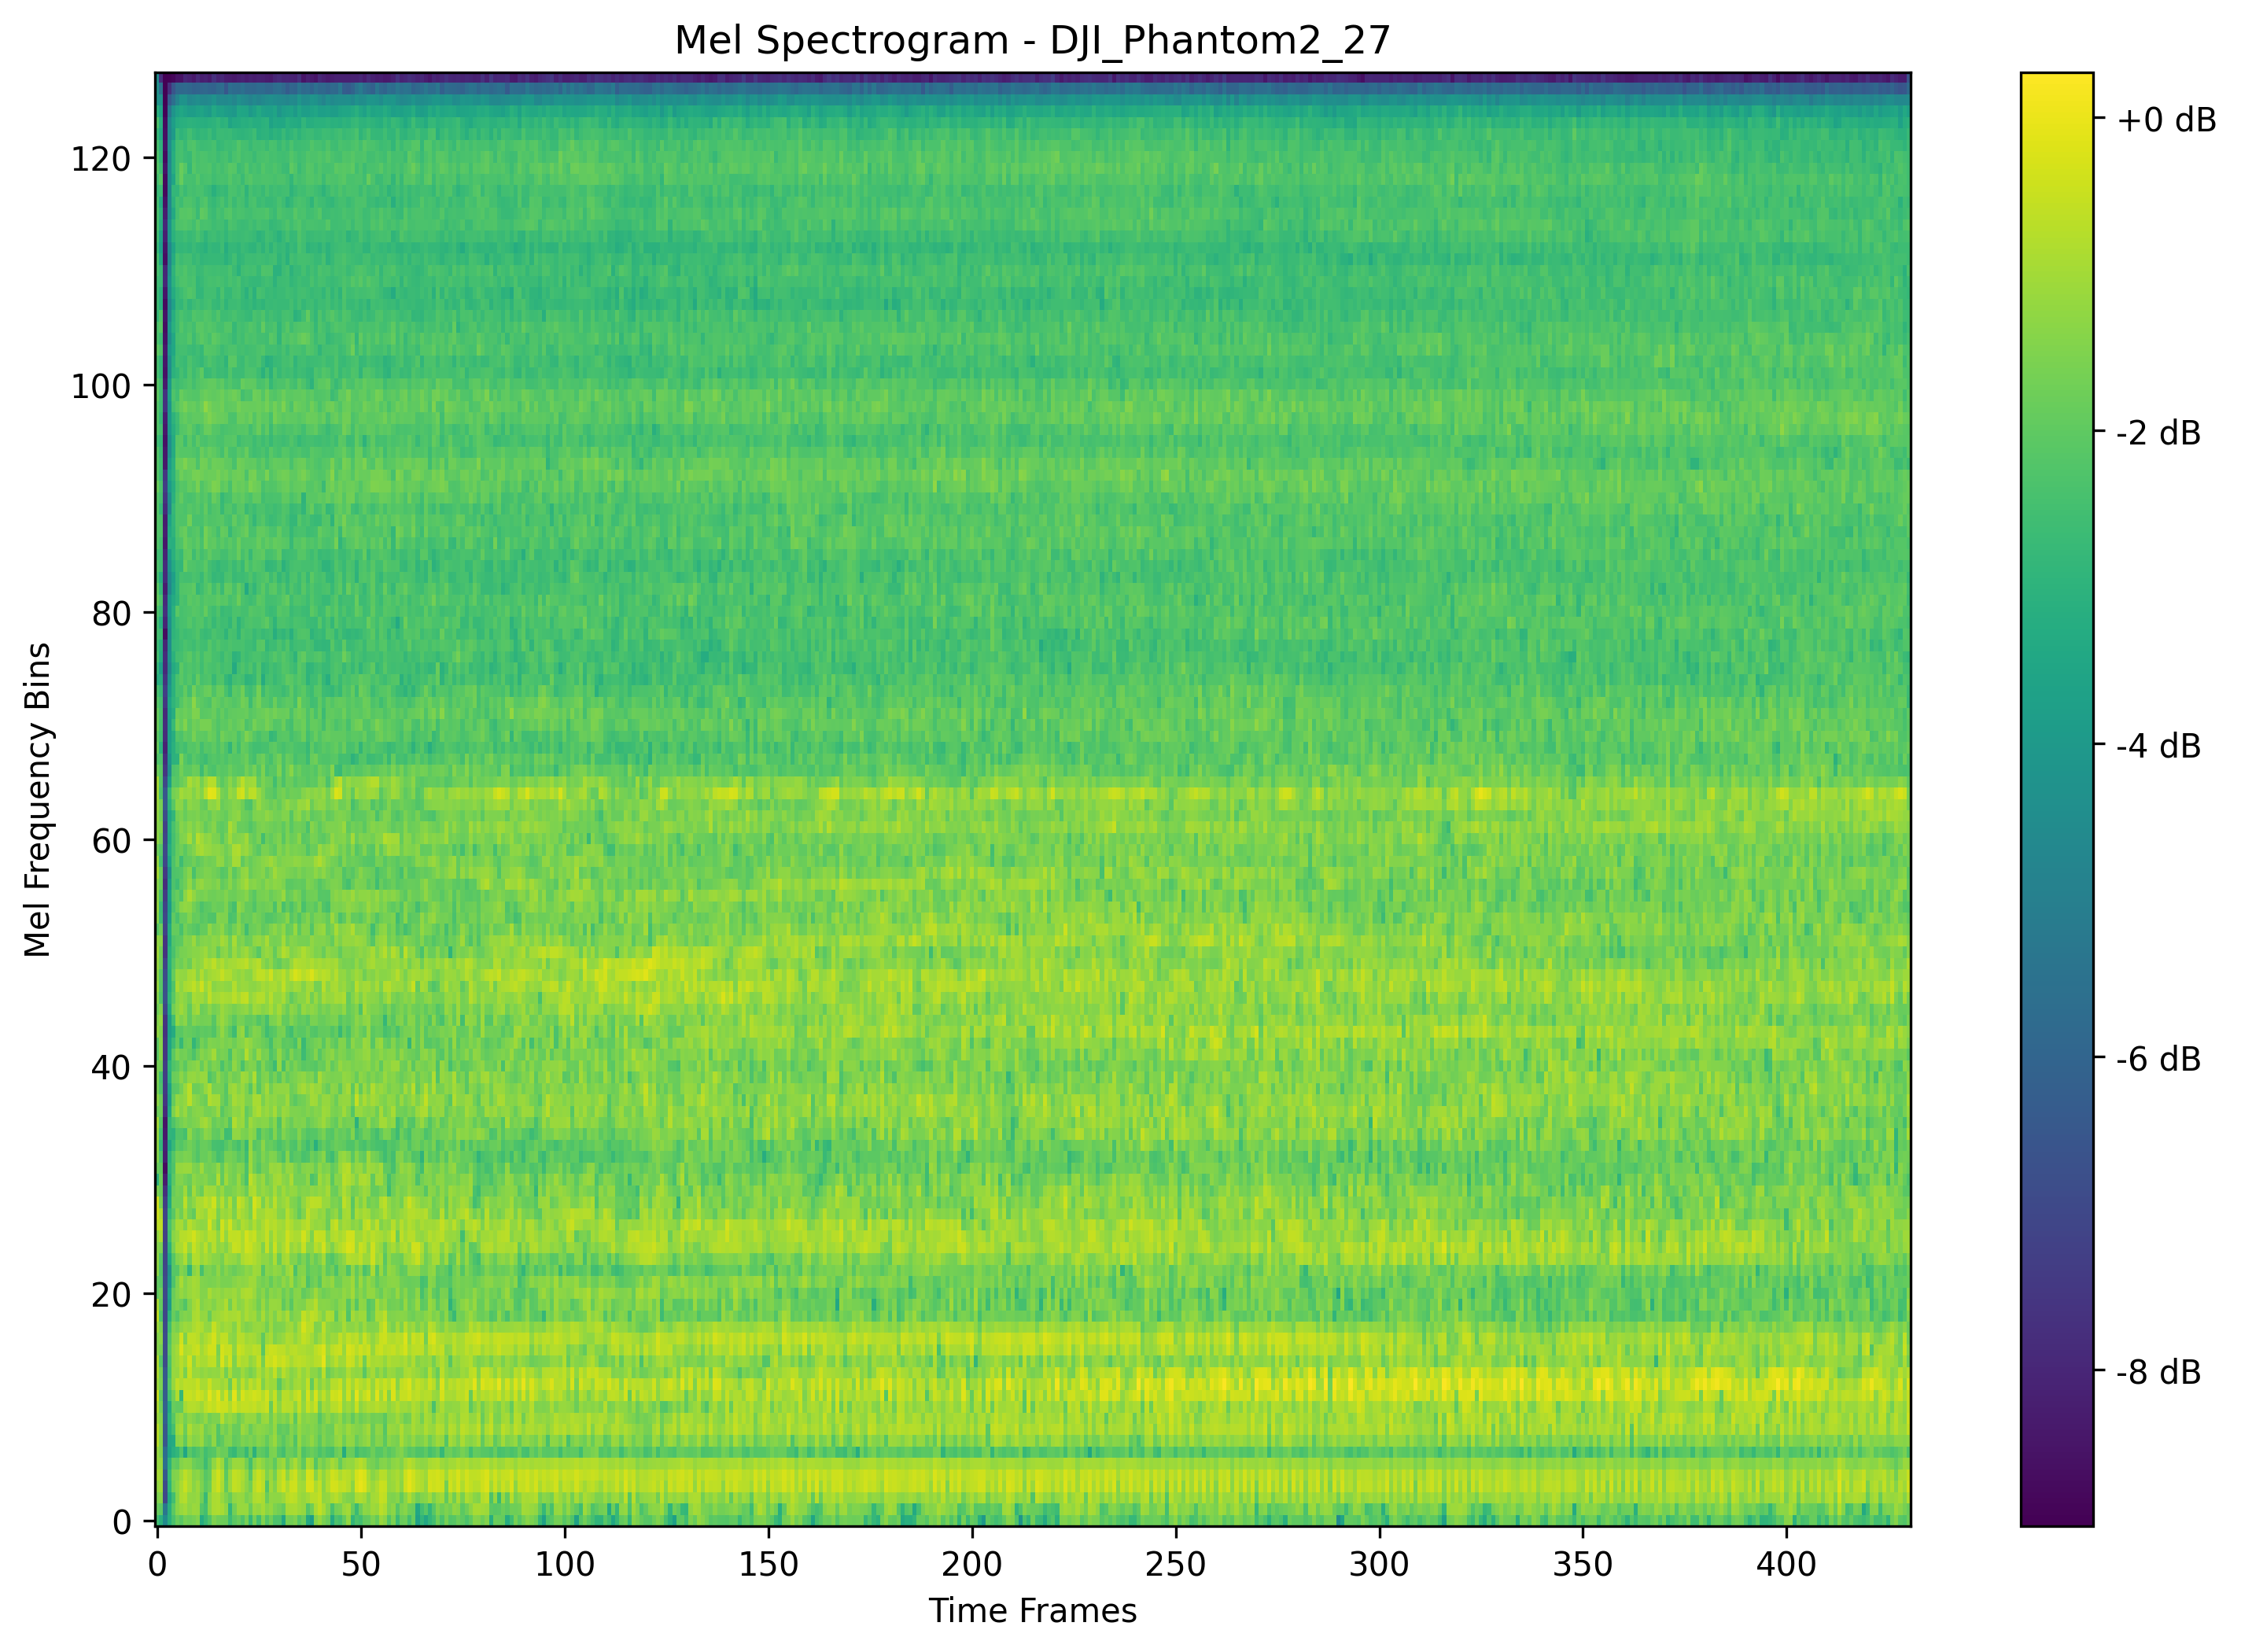 Mel Spectrogram - DJI_Phantom2_27
+0 dB
-2 dB
-4 dB
-6 dB
-8 dB
Mel Frequency Bins
120
100
80
60
40
20
0
0 50 100 150 200 250 300 350 400
Time Frames